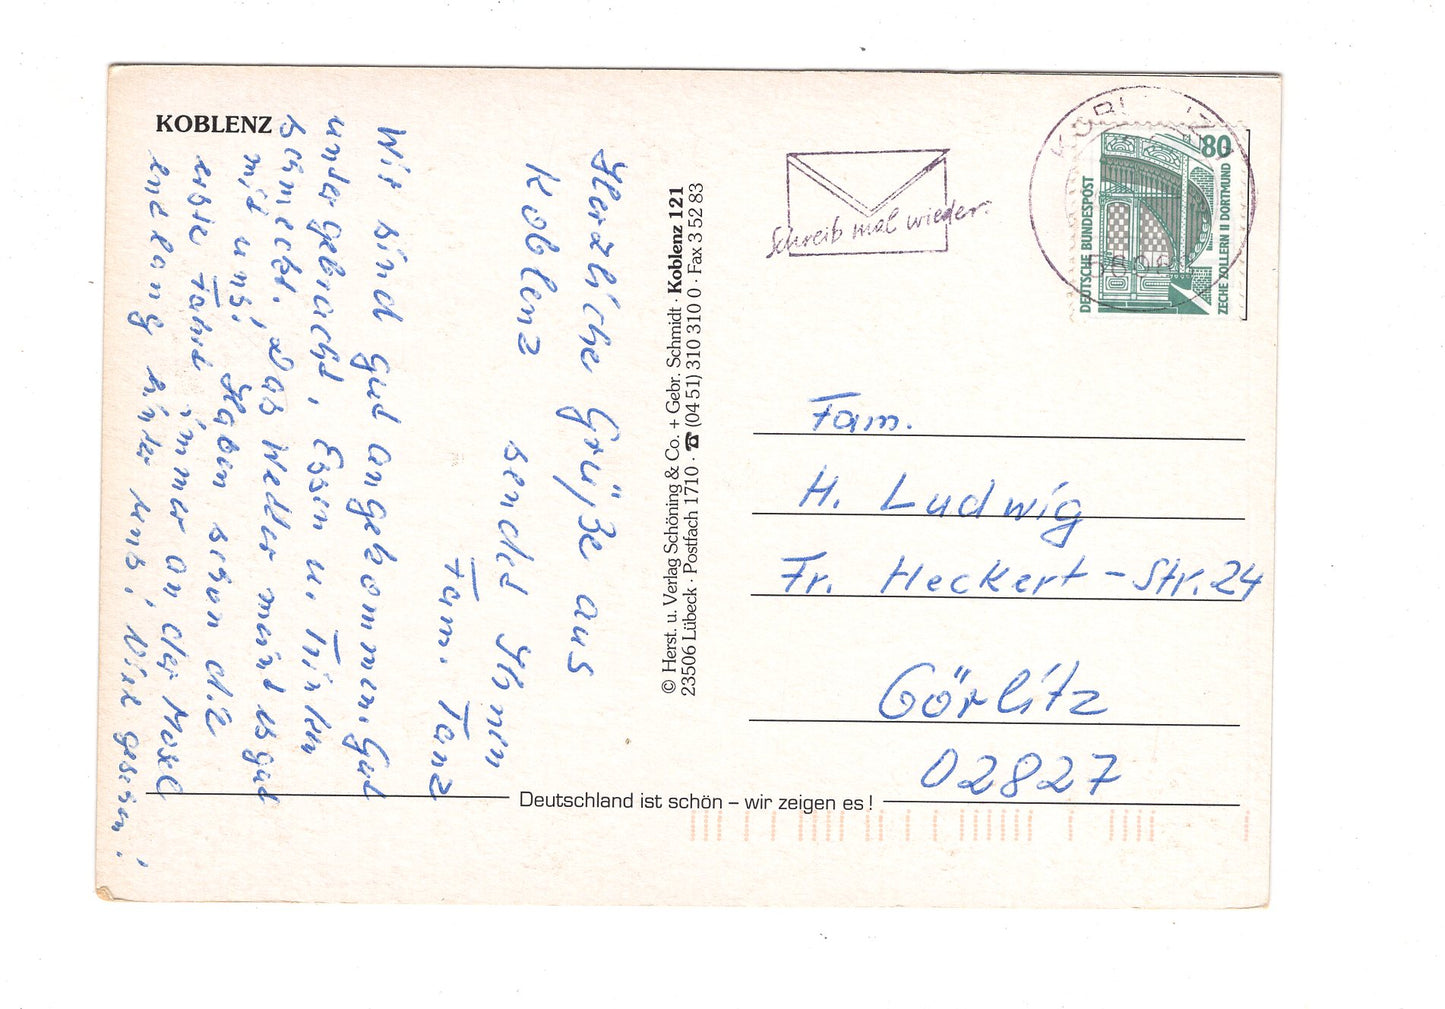 KOBLENZ
Herzliche Grüße aus
Koblenz sendet Ihnen
Fam. Tanz
Wir sind gut angekommen. Gut
untergebracht, Essen u. Trinken
schmeckt. Das Wetter meint es gut
mit uns! Haben schon die
erste Fahrt immer an der Mosel
entlang hinter uns! Viel gesehen!
© Herst. u. Verlag Schöning & Co. + Gebr. Schmidt · Koblenz 121
23506 Lübeck · Postfach 1710 · ☎ (04 51) 310 310 0 · Fax 3 52 83
Schreib mal wieder.
KOBL
DEUTSCHE BUNDESPOST
80
ZECHE ZOLLERN II DORTMUND
Fam.
H. Ludwig
Fr. Heckert-Str. 24
Görlitz
02827
Deutschland ist schön – wir zeigen es !